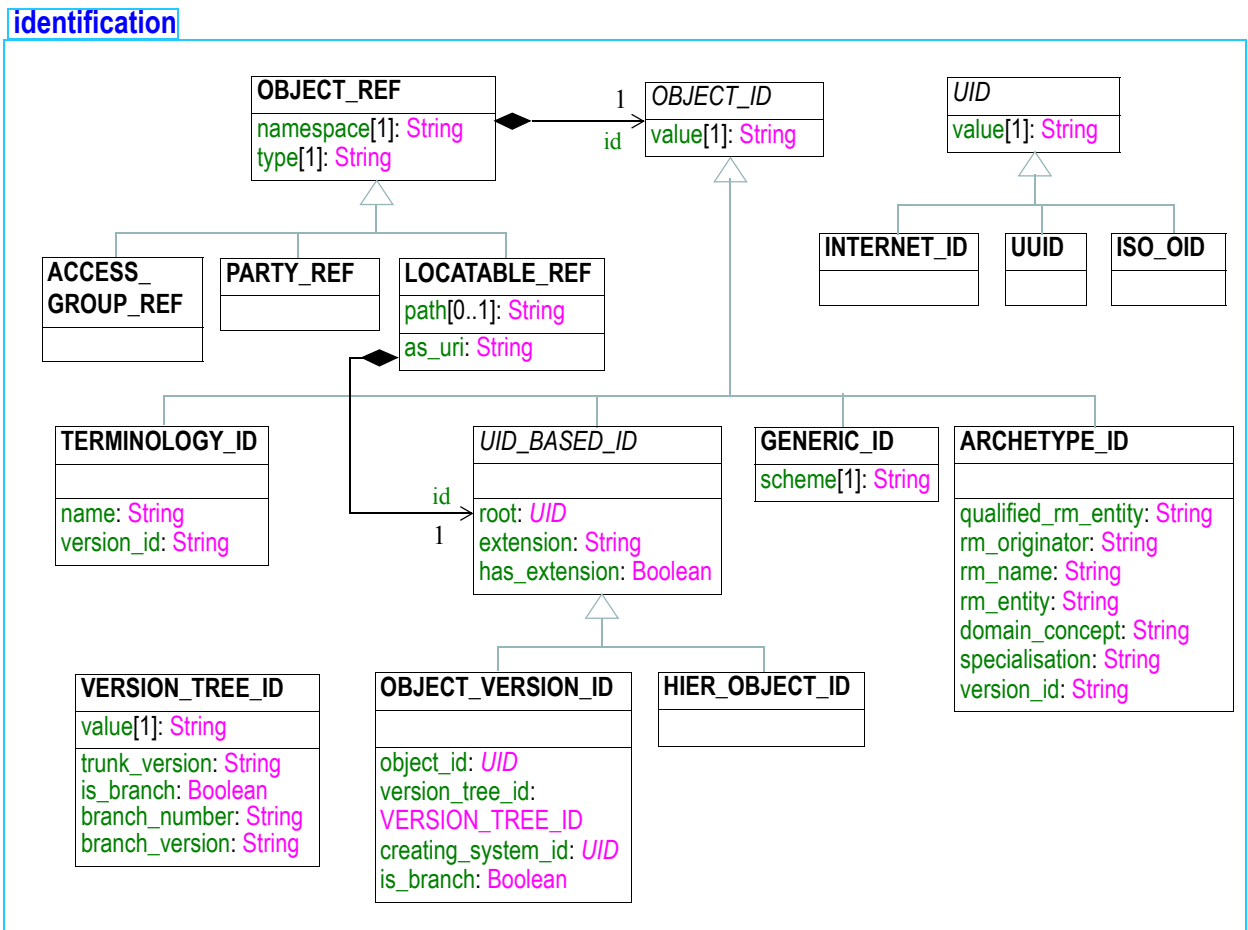 identification
OBJECT_REF
namespace[1]: String
type[1]: String
1
id
OBJECT_ID
value[1]: String
UID
value[1]: String
INTERNET_ID
UUID
ISO_OID
ACCESS_
GROUP_REF
PARTY_REF
LOCATABLE_REF
path[0..1]: String
as_uri: String
TERMINOLOGY_ID
name: String
version_id: String
id
1
UID_BASED_ID
root: UID
extension: String
has_extension: Boolean
GENERIC_ID
scheme[1]: String
ARCHETYPE_ID
qualified_rm_entity: String
rm_originator: String
rm_name: String
rm_entity: String
domain_concept: String
specialisation: String
version_id: String
VERSION_TREE_ID
value[1]: String
trunk_version: String
is_branch: Boolean
branch_number: String
branch_version: String
OBJECT_VERSION_ID
object_id: UID
version_tree_id:
VERSION_TREE_ID
creating_system_id: UID
is_branch: Boolean
HIER_OBJECT_ID